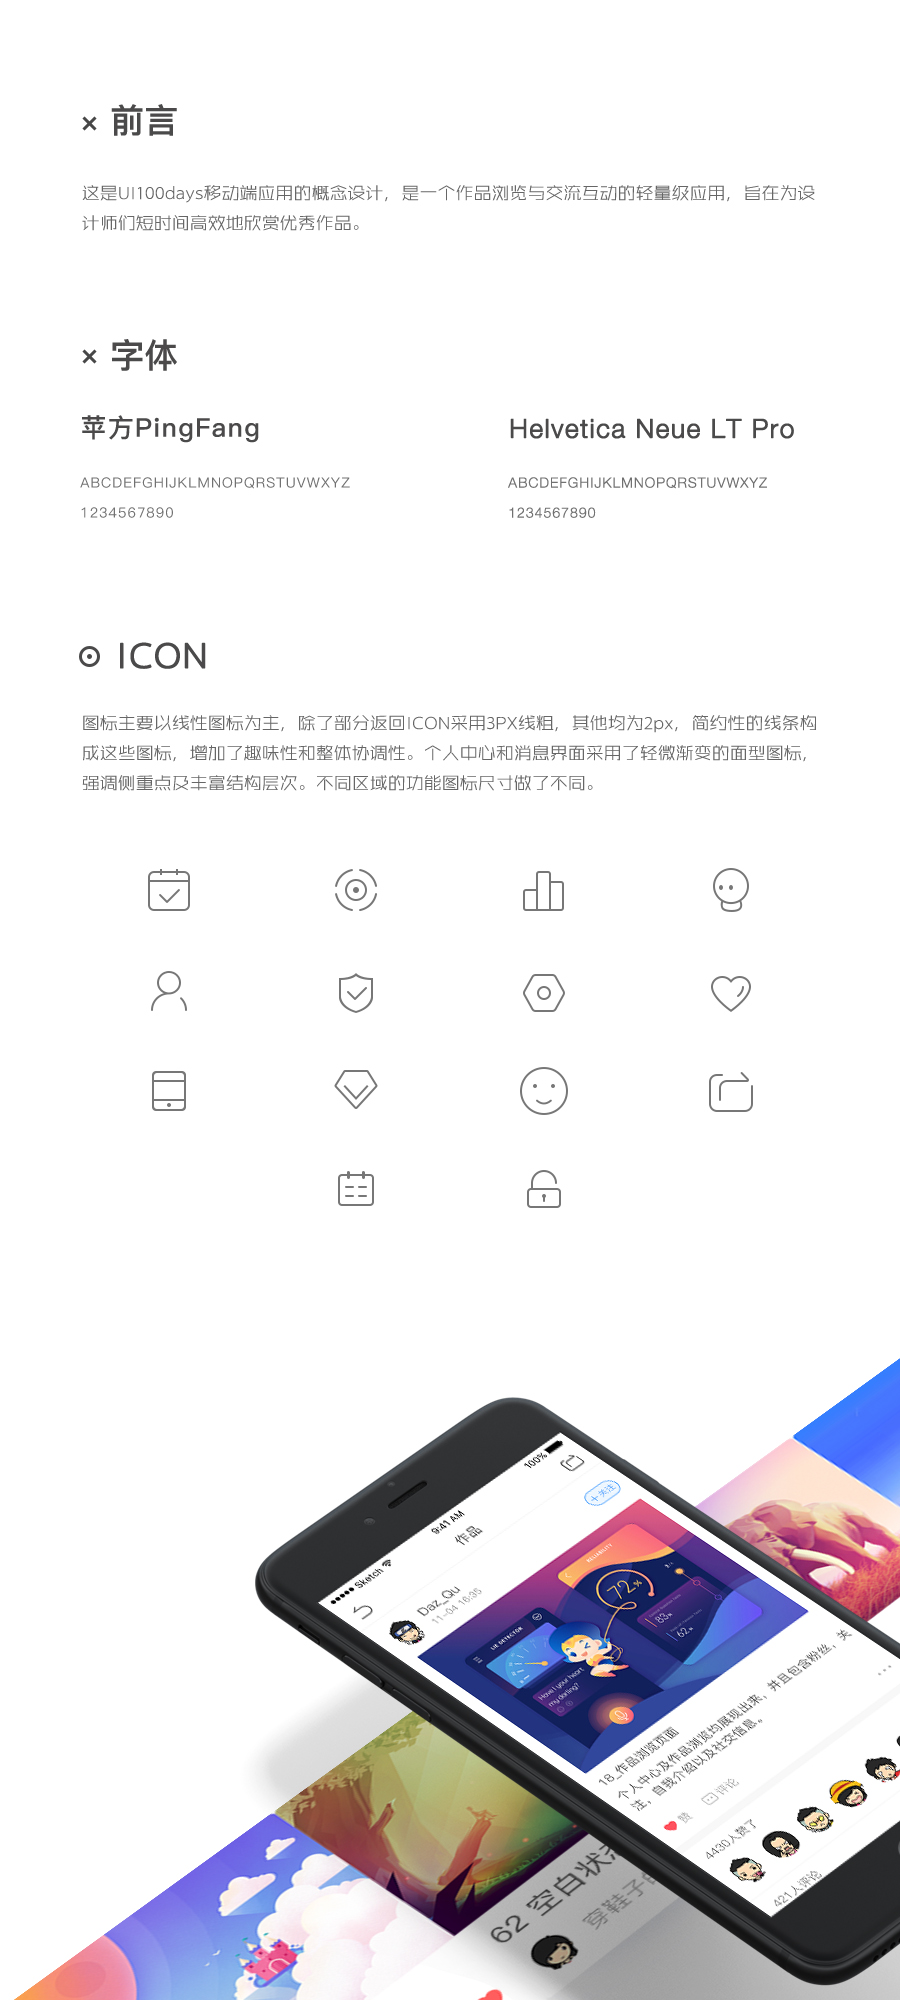 × 前言
这是UI100days移动端应用的概念设计，是一个作品浏览与交流互动的轻量级应用，旨在为设
计师们短时间高效地欣赏优秀作品。
× 字体
苹方PingFang
Helvetica Neue LT Pro
ABCDEFGHIJKLMNOPQRSTUVWXYZ
ABCDEFGHIJKLMNOPQRSTUVWXYZ
1234567890
1234567890
ICON
图标主要以线性图标为主，除了部分返回ICON采用3PX线粗，其他均为2px，简约性的线条构
成这些图标，增加了趣味性和整体协调性。个人中心和消息界面采用了轻微渐变的面型图标，
强调侧重点及丰富结构层次。不同区域的功能图标尺寸做了不同。
Sketch
9:41 AM
100%
作品
Daz_Qu
11-04 16:35
+关注
LIE DETECTOR
RELIABILITY
72%
83%
62%
Have I your heart
my darling?
18_作品浏览页面
个人中心及作品浏览均展现出来，并且包含粉丝，关
注，自我介绍以及社交信息。
赞
评论
4430人赞了
421人评论
62 空白状态
穿鞋子